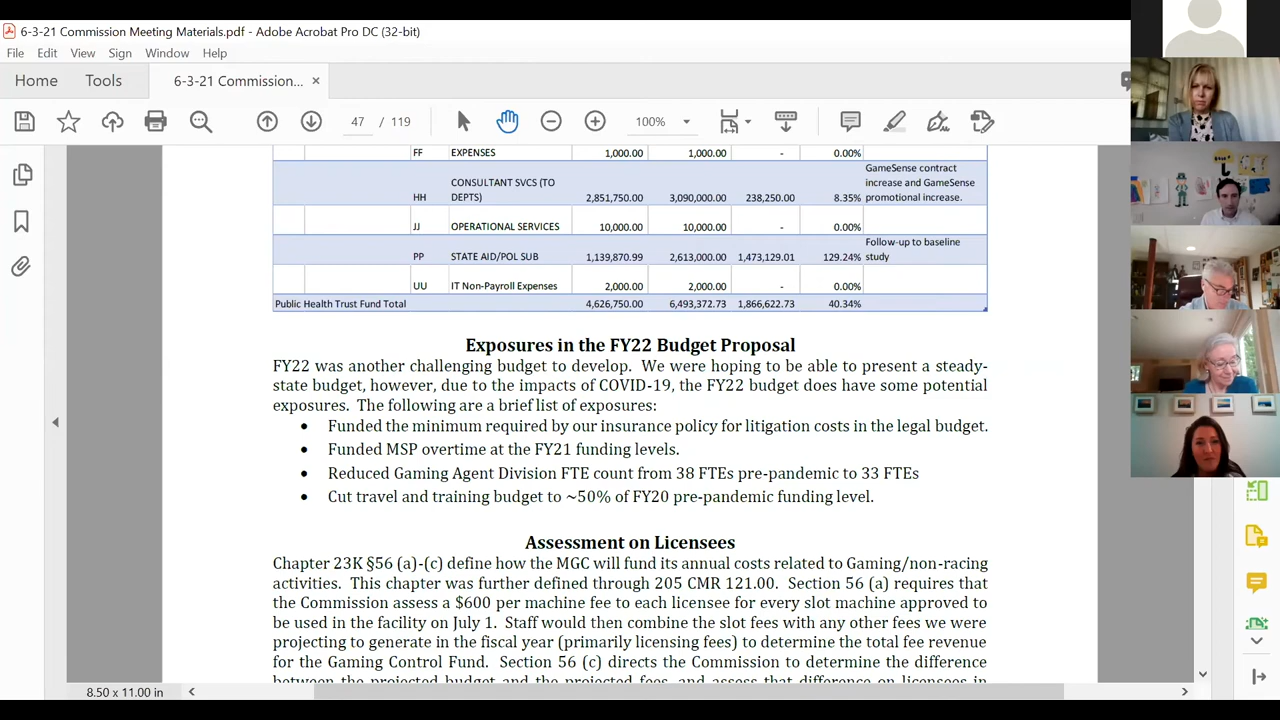 6-3-21 Commission Meeting Materials.pdf - Adobe Acrobat Pro DC (32-bit)
File Edit View Sign Window Help
Home Tools 6-3-21 Commission... ×
47 / 119 100%
FF EXPENSES 1,000.00 1,000.00 - 0.00%
HH CONSULTANT SVCS (TO DEPTS) 2,851,750.00 3,090,000.00 238,250.00 8.35% GameSense contract increase and GameSense promotional increase.
JJ OPERATIONAL SERVICES 10,000.00 10,000.00 - 0.00%
PP STATE AID/POL SUB 1,139,870.99 2,613,000.00 1,473,129.01 129.24% Follow-up to baseline study
UU IT Non-Payroll Expenses 2,000.00 2,000.00 - 0.00%
Public Health Trust Fund Total 4,626,750.00 6,493,372.73 1,866,622.73 40.34%
Exposures in the FY22 Budget Proposal
FY22 was another challenging budget to develop. We were hoping to be able to present a steady-
state budget, however, due to the impacts of COVID-19, the FY22 budget does have some potential
exposures. The following are a brief list of exposures:
• Funded the minimum required by our insurance policy for litigation costs in the legal budget.
• Funded MSP overtime at the FY21 funding levels.
• Reduced Gaming Agent Division FTE count from 38 FTEs pre-pandemic to 33 FTEs
• Cut travel and training budget to ~50% of FY20 pre-pandemic funding level.
Assessment on Licensees
Chapter 23K §56 (a)-(c) define how the MGC will fund its annual costs related to Gaming/non-racing
activities. This chapter was further defined through 205 CMR 121.00. Section 56 (a) requires that
the Commission assess a $600 per machine fee to each licensee for every slot machine approved to
be used in the facility on July 1. Staff would then combine the slot fees with any other fees we were
projecting to generate in the fiscal year (primarily licensing fees) to determine the total fee revenue
for the Gaming Control Fund. Section 56 (c) directs the Commission to determine the difference
between the projected budget and the projected fees, and assess that difference on licensees in
8.50 x 11.00 in